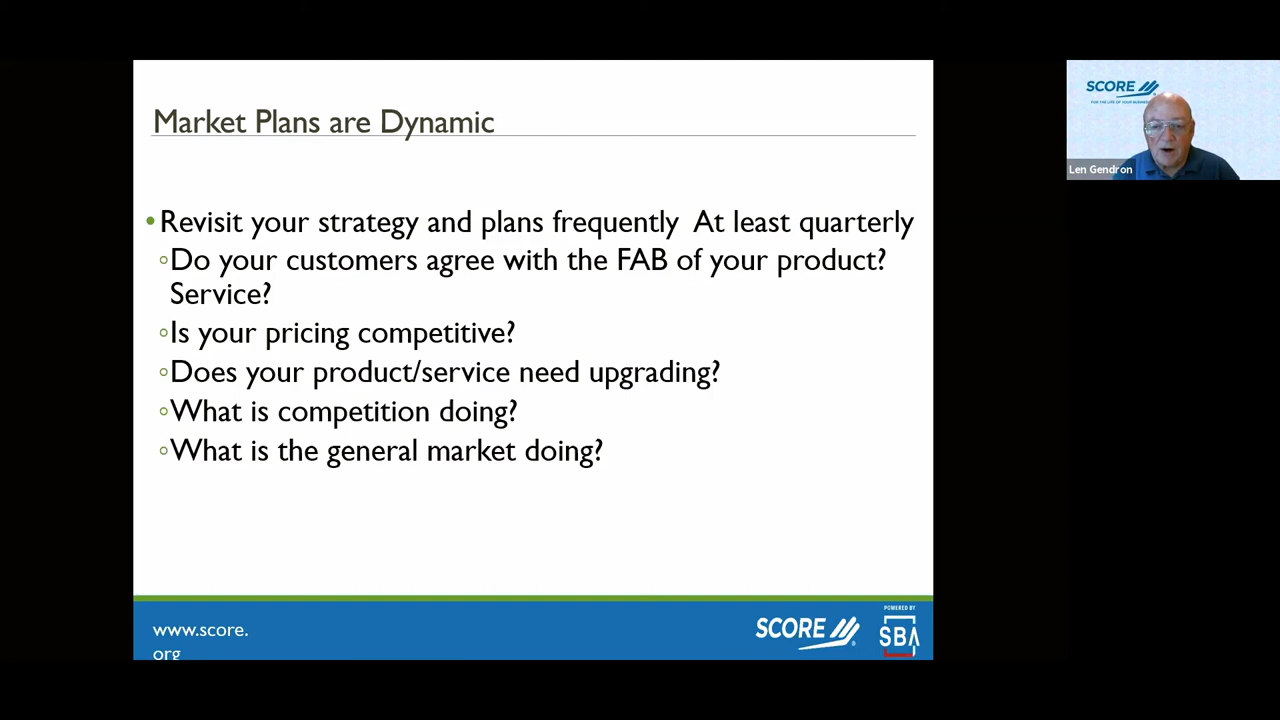 Market Plans are Dynamic
•Revisit your strategy and plans frequently At least quarterly
◦Do your customers agree with the FAB of your product?
Service?
◦Is your pricing competitive?
◦Does your product/service need upgrading?
◦What is competition doing?
◦What is the general market doing?
www.score.
org
SCORE
POWERED BY
SBA
SCORE
FOR THE LIFE OF YOUR BUSINESS
Len Gendron